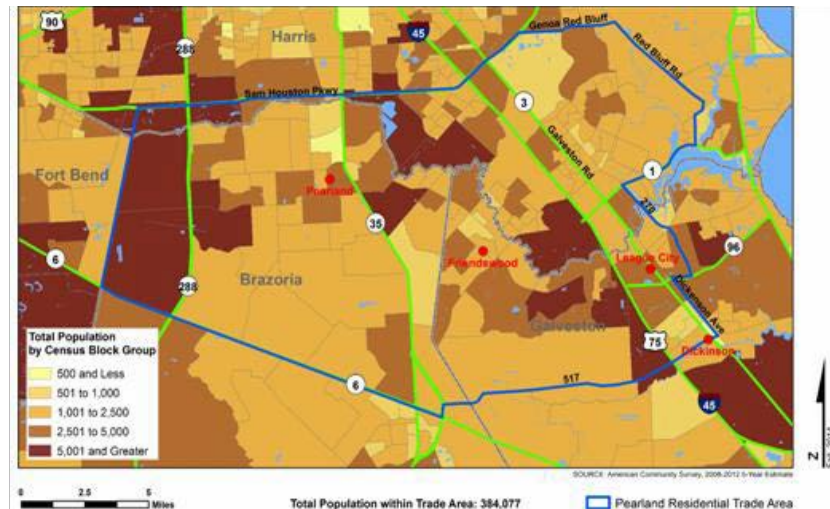 90
288
Harris
45
Genoa Red Bluff
Red Bluff Rd
Sam Houston Pkwy
3
Galveston Rd
Fort Bend
Pearland
1
270
35
6
Friendswood
League City
96
288
Brazoria
Dickenson Ave
Galveston
75
Dickinson
517
6
45
Total Population
by Census Block Group
500 and Less
501 to 1,000
1,001 to 2,500
2,501 to 5,000
5,001 and Greater
N
SOURCE: American Community Survey, 2008-2012 5-Year Estimate
0 2.5 5
Miles
Total Population within Trade Area: 384,077
Pearland Residential Trade Area